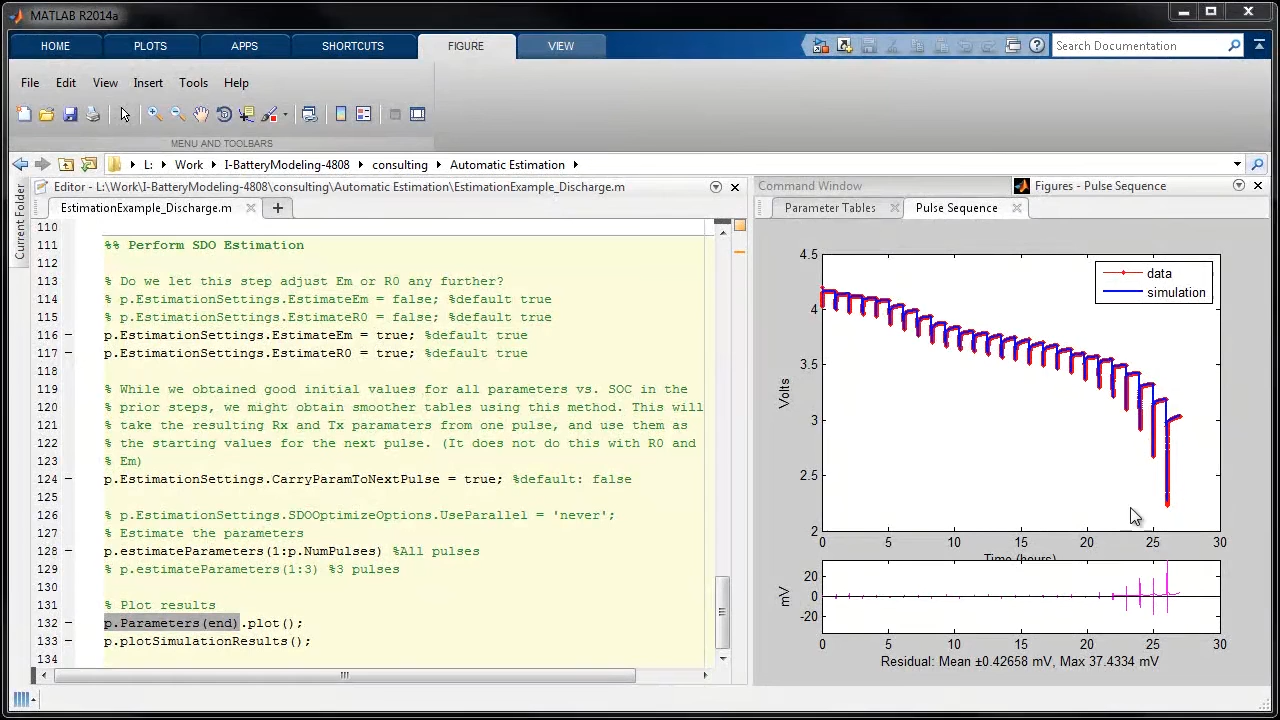 MATLAB R2014a
HOME PLOTS APPS SHORTCUTS FIGURE VIEW Search Documentation
File Edit View Insert Tools Help
MENU AND TOOLBARS
L: Work I-BatteryModeling-4808 consulting Automatic Estimation
Current Folder
Editor - L:\Work\I-BatteryModeling-4808\consulting\Automatic Estimation\EstimationExample_Discharge.m
EstimationExample_Discharge.m
110
111 %% Perform SDO Estimation
112
113 % Do we let this step adjust Em or R0 any further?
114 % p.EstimationSettings.EstimateEm = false; %default true
115 % p.EstimationSettings.EstimateR0 = false; %default true
116 p.EstimationSettings.EstimateEm = true; %default true
117 p.EstimationSettings.EstimateR0 = true; %default true
118
119 % While we obtained good initial values for all parameters vs. SOC in the
120 % prior steps, we might obtain smoother tables using this method. This will
121 % take the resulting Rx and Tx paramaters from one pulse, and use them as
122 % the starting values for the next pulse. (It does not do this with R0 and
123 % Em)
124 p.EstimationSettings.CarryParamToNextPulse = true; %default: false
125
126 % p.EstimationSettings.SDOOptimizeOptions.UseParallel = 'never';
127 % Estimate the parameters
128 p.estimateParameters(1:p.NumPulses) %All pulses
129 % p.estimateParameters(1:3) %3 pulses
130
131 % Plot results
132 p.Parameters(end).plot();
133 p.plotSimulationResults();
134
Command Window
Figures - Pulse Sequence
Parameter Tables Pulse Sequence
data
simulation
Volts
4.5
4
3.5
3
2.5
2
0 5 10 15 20 25 30
Time (hours)
mV
20
0
-20
0 5 10 15 20 25 30
Residual: Mean ±0.42658 mV, Max 37.4334 mV